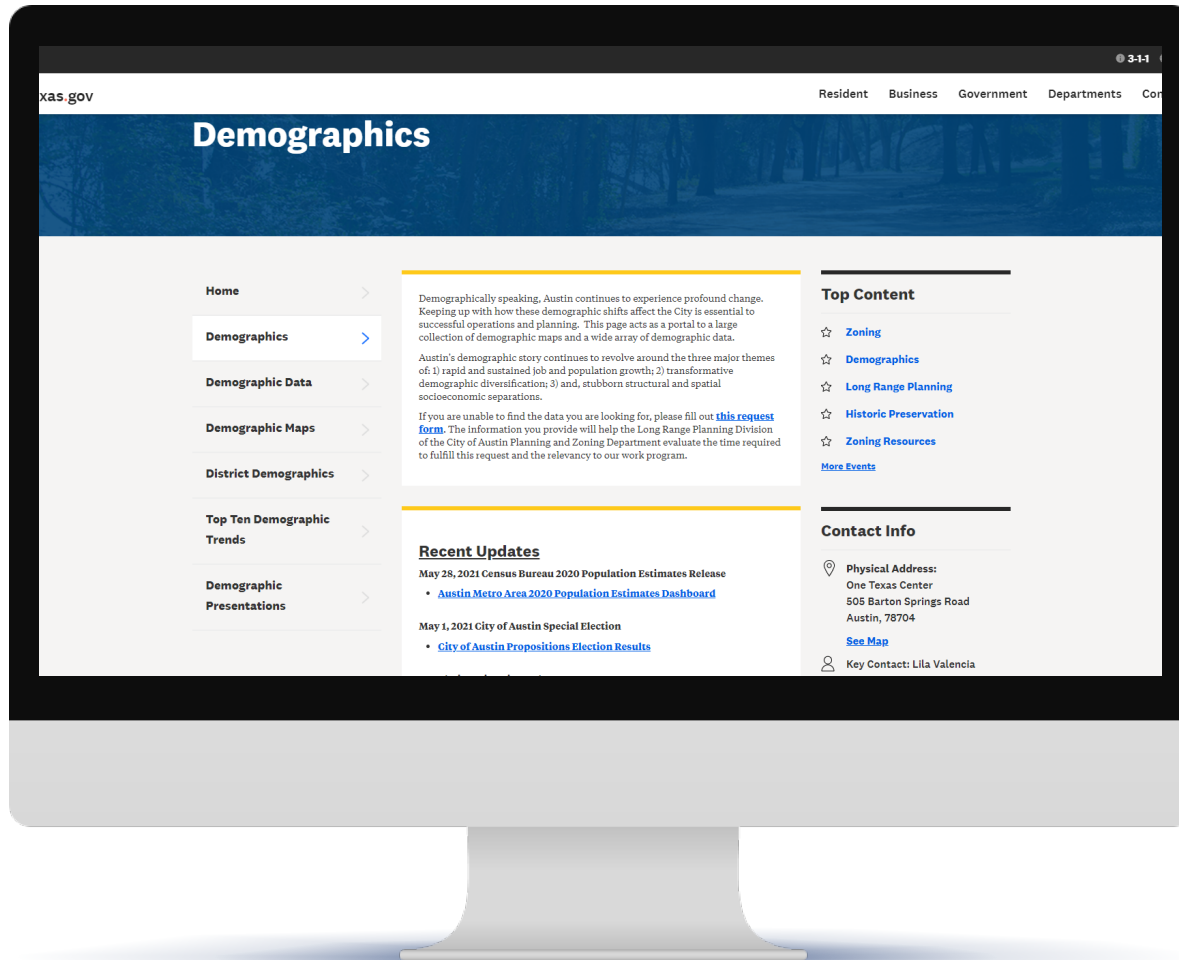 3-1-1
xas.gov
Resident Business Government Departments Con
Demographics
Home
Demographics
Demographic Data
Demographic Maps
District Demographics
Top Ten Demographic
Trends
Demographic
Presentations
Demographically speaking, Austin continues to experience profound change.
Keeping up with how these demographic shifts affect the City is essential to
successful operations and planning. This page acts as a portal to a large
collection of demographic maps and a wide array of demographic data.
Austin's demographic story continues to revolve around the three major themes
of: 1) rapid and sustained job and population growth; 2) transformative
demographic diversification; 3) and, stubborn structural and spatial
socioeconomic separations.
If you are unable to find the data you are looking for, please fill out this request
form. The information you provide will help the Long Range Planning Division
of the City of Austin Planning and Zoning Department evaluate the time required
to fulfill this request and the relevancy to our work program.
Recent Updates
May 28, 2021 Census Bureau 2020 Population Estimates Release
• Austin Metro Area 2020 Population Estimates Dashboard
May 1, 2021 City of Austin Special Election
• City of Austin Propositions Election Results
Top Content
Zoning
Demographics
Long Range Planning
Historic Preservation
Zoning Resources
More Events
Contact Info
Physical Address:
One Texas Center
505 Barton Springs Road
Austin, 78704
See Map
Key Contact: Lila Valencia